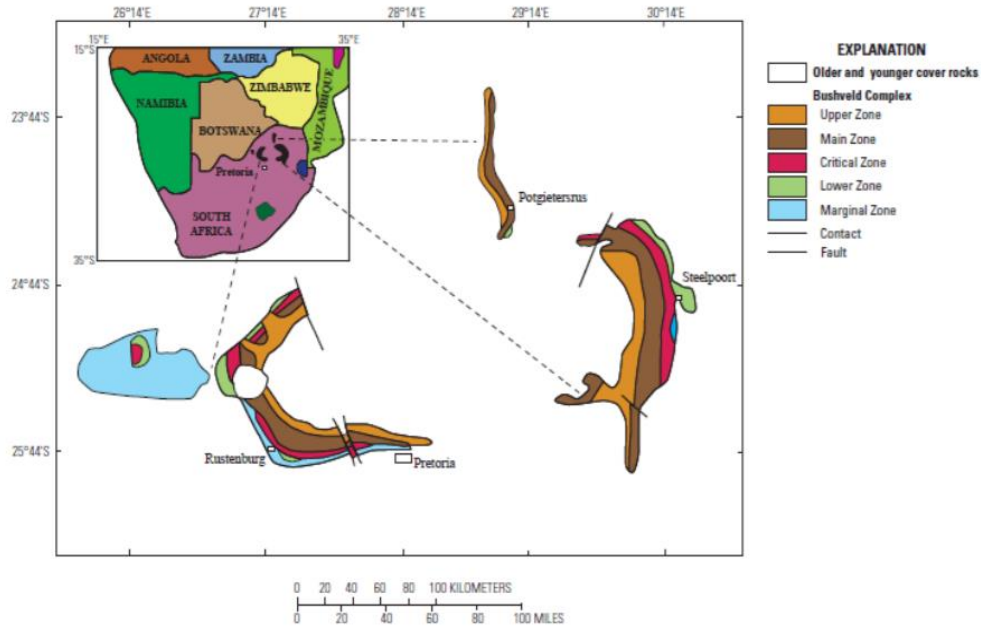 26°14'E 27°14'E 28°14'E 29°14'E 30°14'E
15°E 35°E
15°S
ANGOLA ZAMBIA
NAMIBIA ZIMBABWE
MOZAMBIQUE
BOTSWANA
Pretoria
SOUTH
AFRICA
35°S
23°44'S
24°44'S
25°44'S
Potgietersrus
Steelpoort
Rustenburg
Pretoria
EXPLANATION
Older and younger cover rocks
Bushveld Complex
Upper Zone
Main Zone
Critical Zone
Lower Zone
Marginal Zone
Contact
Fault
0 20 40 60 80 100 KILOMETERS
0 20 40 60 80 100 MILES